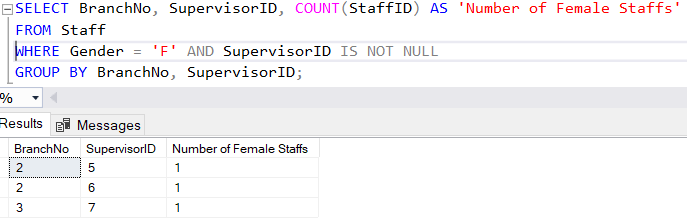 SELECT BranchNo, SupervisorID, COUNT(StaffID) AS 'Number of Female Staffs'
FROM Staff
WHERE Gender = 'F' AND SupervisorID IS NOT NULL
GROUP BY BranchNo, SupervisorID;
%
Results Messages
BranchNo SupervisorID Number of Female Staffs
2 5 1
2 6 1
3 7 1